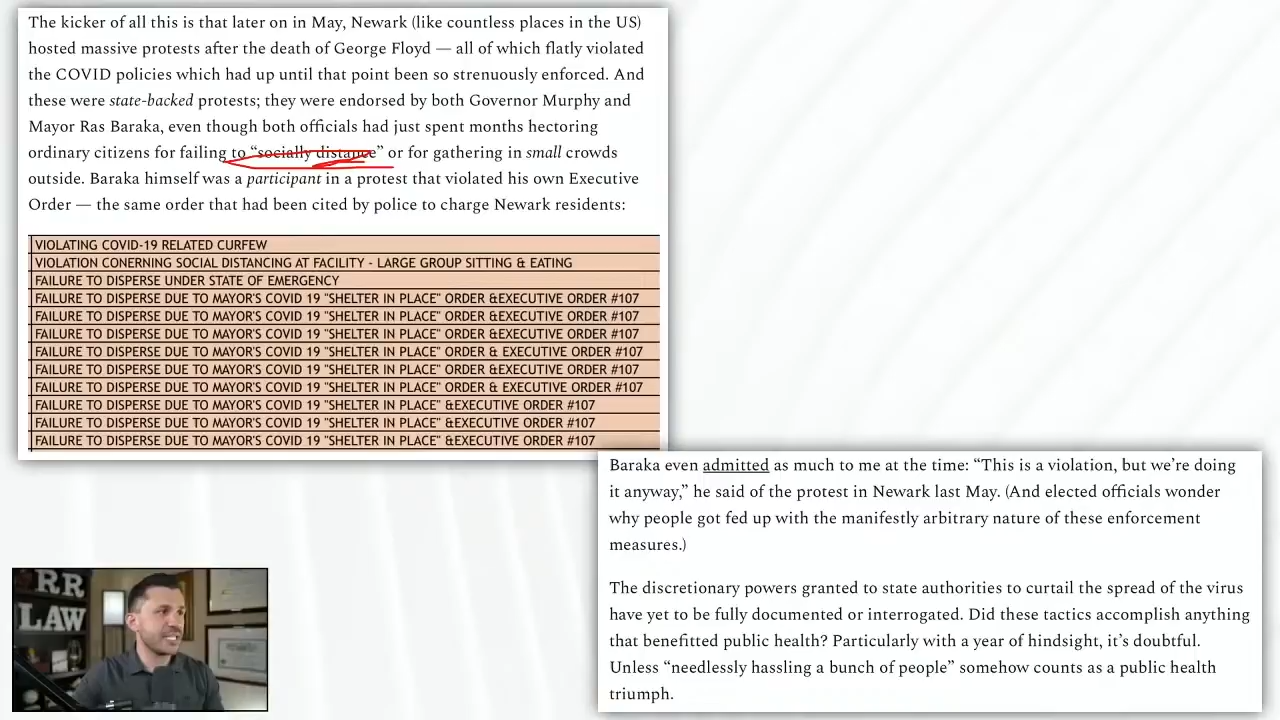 The kicker of all this is that later on in May, Newark (like countless places in the US)
hosted massive protests after the death of George Floyd — all of which flatly violated
the COVID policies which had up until that point been so strenuously enforced. And
these were state-backed protests; they were endorsed by both Governor Murphy and
Mayor Ras Baraka, even though both officials had just spent months hectoring
ordinary citizens for failing to “socially distance” or for gathering in small crowds
outside. Baraka himself was a participant in a protest that violated his own Executive
Order — the same order that had been cited by police to charge Newark residents:
VIOLATING COVID-19 RELATED CURFEW
VIOLATION CONERNING SOCIAL DISTANCING AT FACILITY - LARGE GROUP SITTING & EATING
FAILURE TO DISPERSE UNDER STATE OF EMERGENCY
FAILURE TO DISPERSE DUE TO MAYOR'S COVID 19 "SHELTER IN PLACE" ORDER &EXECUTIVE ORDER #107
FAILURE TO DISPERSE DUE TO MAYOR'S COVID 19 "SHELTER IN PLACE" ORDER &EXECUTIVE ORDER #107
FAILURE TO DISPERSE DUE TO MAYOR'S COVID 19 "SHELTER IN PLACE" ORDER &EXECUTIVE ORDER #107
FAILURE TO DISPERSE DUE TO MAYOR'S COVID 19 "SHELTER IN PLACE" ORDER & EXECUTIVE ORDER #107
FAILURE TO DISPERSE DUE TO MAYOR'S COVID 19 "SHELTER IN PLACE" ORDER &EXECUTIVE ORDER #107
FAILURE TO DISPERSE DUE TO MAYOR'S COVID 19 "SHELTER IN PLACE" ORDER & EXECUTIVE ORDER #107
FAILURE TO DISPERSE DUE TO MAYOR'S COVID 19 "SHELTER IN PLACE" &EXECUTIVE ORDER #107
FAILURE TO DISPERSE DUE TO MAYOR'S COVID 19 "SHELTER IN PLACE" &EXECUTIVE ORDER #107
FAILURE TO DISPERSE DUE TO MAYOR'S COVID 19 "SHELTER IN PLACE" &EXECUTIVE ORDER #107
Baraka even admitted as much to me at the time: “This is a violation, but we’re doing
it anyway,” he said of the protest in Newark last May. (And elected officials wonder
why people got fed up with the manifestly arbitrary nature of these enforcement
measures.)
The discretionary powers granted to state authorities to curtail the spread of the virus
have yet to be fully documented or interrogated. Did these tactics accomplish anything
that benefitted public health? Particularly with a year of hindsight, it’s doubtful.
Unless “needlessly hassling a bunch of people” somehow counts as a public health
triumph.
RR
LAW